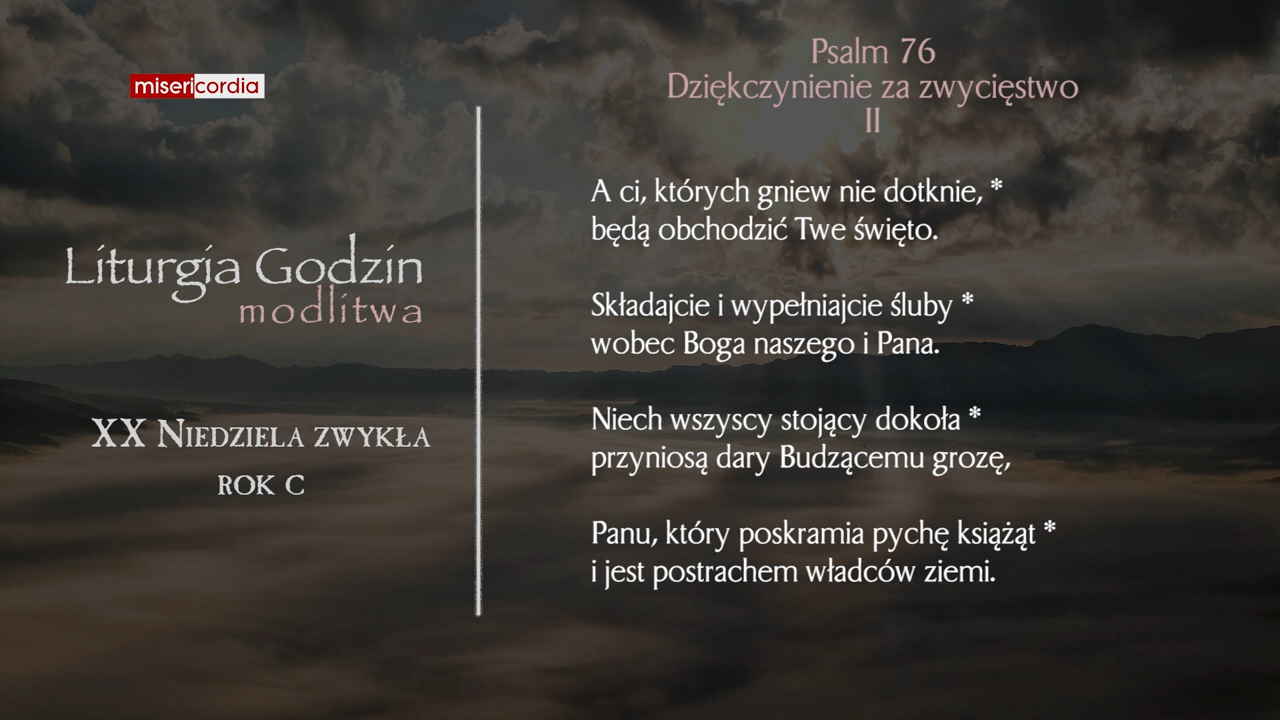 misericordia
Liturgia Godzin
modlitwa
XX Niedziela zwykła
rok C
Psalm 76
Dziękczynienie za zwycięstwo
II
A ci, których gniew nie dotknie, *
będą obchodzić Twe święto.
Składajcie i wypełniajcie śluby *
wobec Boga naszego i Pana.
Niech wszyscy stojący dokoła *
przyniosą dary Budzącemu grozę,
Panu, który poskramia pychę książąt *
i jest postrachem władców ziemi.